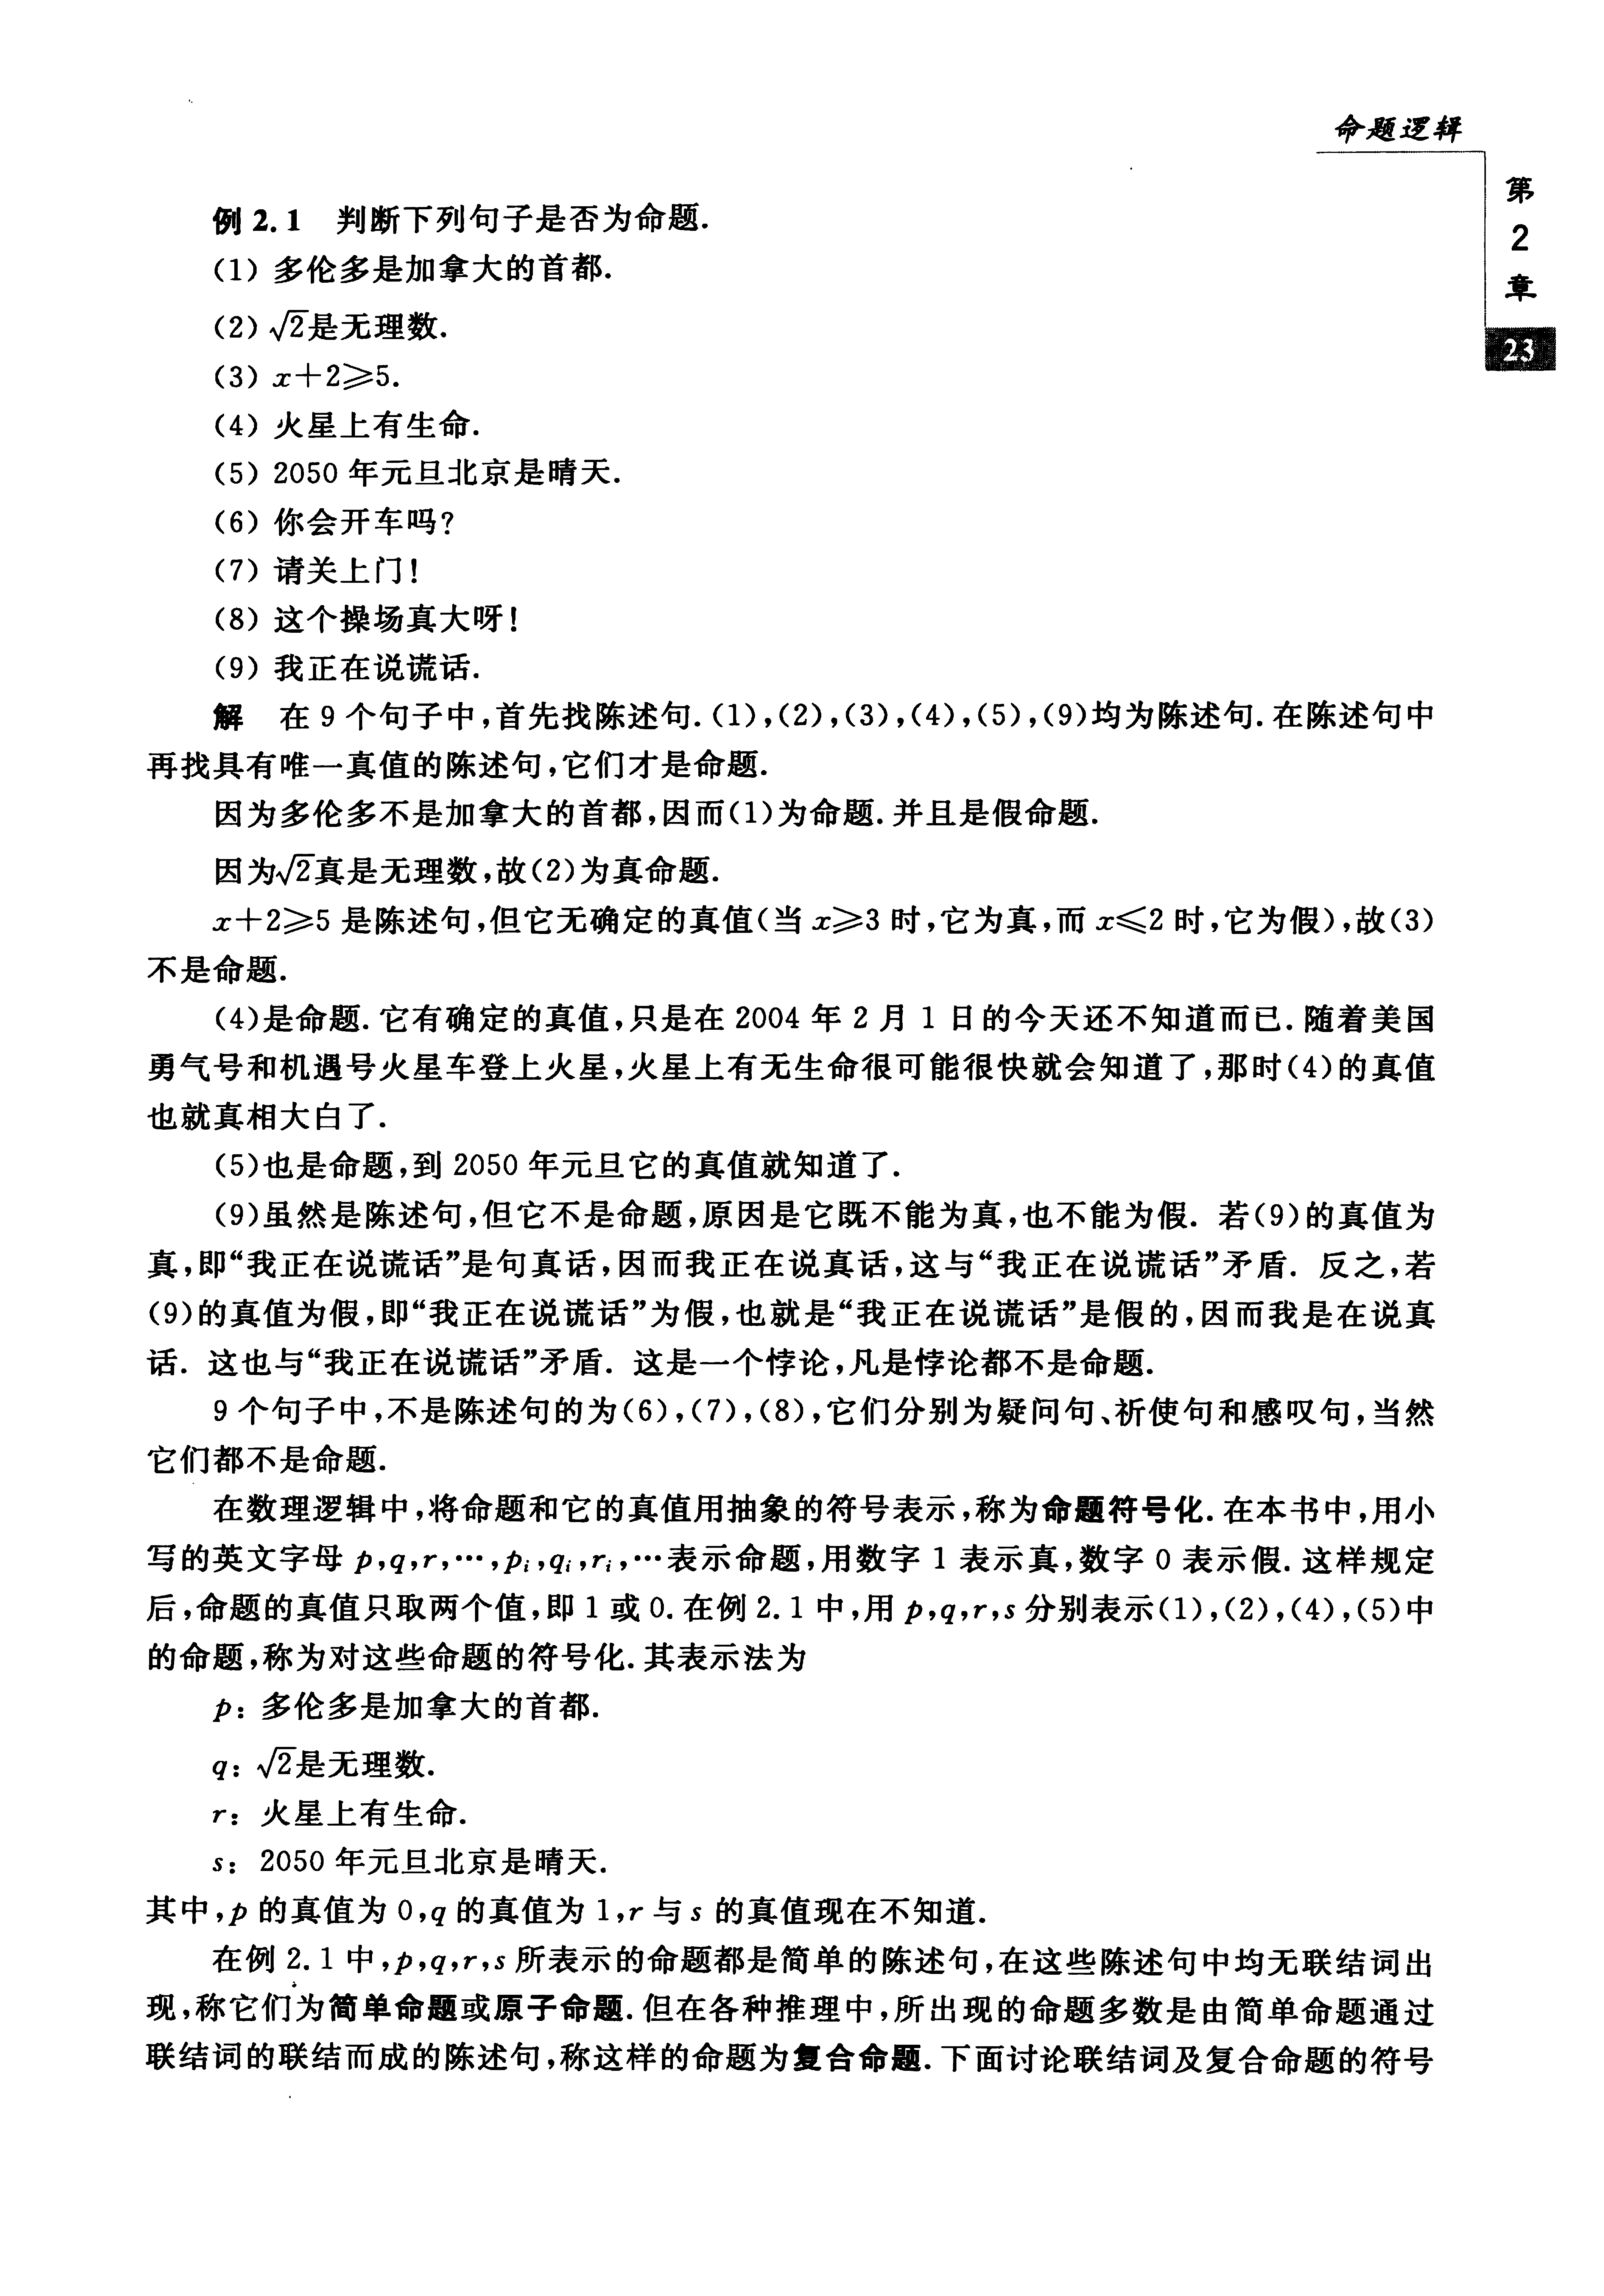 命题逻辑
第
2
章
23
例 2.1 判断下列句子是否为命题.
(1) 多伦多是加拿大的首都.
(2) √2是无理数.
(3) x+2⩾5.
(4) 火星上有生命.
(5) 2050 年元旦北京是晴天.
(6) 你会开车吗?
(7) 请关上门!
(8) 这个操场真大呀!
(9) 我正在说谎话.
解 在 9 个句子中,首先找陈述句.(1),(2),(3),(4),(5),(9)均为陈述句.在陈述句中
再找具有唯一真值的陈述句,它们才是命题.
因为多伦多不是加拿大的首都,因而(1)为命题.并且是假命题.
因为√2真是无理数,故(2)为真命题.
x+2⩾5 是陈述句,但它无确定的真值(当 x⩾3 时,它为真,而 x⩽2 时,它为假),故(3)
不是命题.
(4)是命题.它有确定的真值,只是在 2004 年 2 月 1 日的今天还不知道而已.随着美国
勇气号和机遇号火星车登上火星,火星上有无生命很可能很快就会知道了,那时(4)的真值
也就真相大白了.
(5)也是命题,到 2050 年元旦它的真值就知道了.
(9)虽然是陈述句,但它不是命题,原因是它既不能为真,也不能为假. 若(9)的真值为
真,即“我正在说谎话”是句真话,因而我正在说真话,这与“我正在说谎话”矛盾. 反之,若
(9)的真值为假,即“我正在说谎话”为假,也就是“我正在说谎话”是假的,因而我是在说真
话. 这也与“我正在说谎话”矛盾. 这是一个悖论,凡是悖论都不是命题.
9 个句子中,不是陈述句的为(6),(7),(8),它们分别为疑问句、祈使句和感叹句,当然
它们都不是命题.
在数理逻辑中,将命题和它的真值用抽象的符号表示,称为命题符号化.在本书中,用小
写的英文字母 p,q,r,…,pᵢ,qᵢ,rᵢ,…表示命题,用数字 1 表示真,数字 0 表示假.这样规定
后,命题的真值只取两个值,即 1 或 0.在例 2.1 中,用 p,q,r,s 分别表示(1),(2),(4),(5)中
的命题,称为对这些命题的符号化.其表示法为
p: 多伦多是加拿大的首都.
q: √2是无理数.
r: 火星上有生命.
s: 2050 年元旦北京是晴天.
其中,p 的真值为 0,q 的真值为 1,r 与 s 的真值现在不知道.
在例 2.1 中,p,q,r,s 所表示的命题都是简单的陈述句,在这些陈述句中均无联结词出
现,称它们为简单命题或原子命题.但在各种推理中,所出现的命题多数是由简单命题通过
联结词的联结而成的陈述句,称这样的命题为复合命题.下面讨论联结词及复合命题的符号